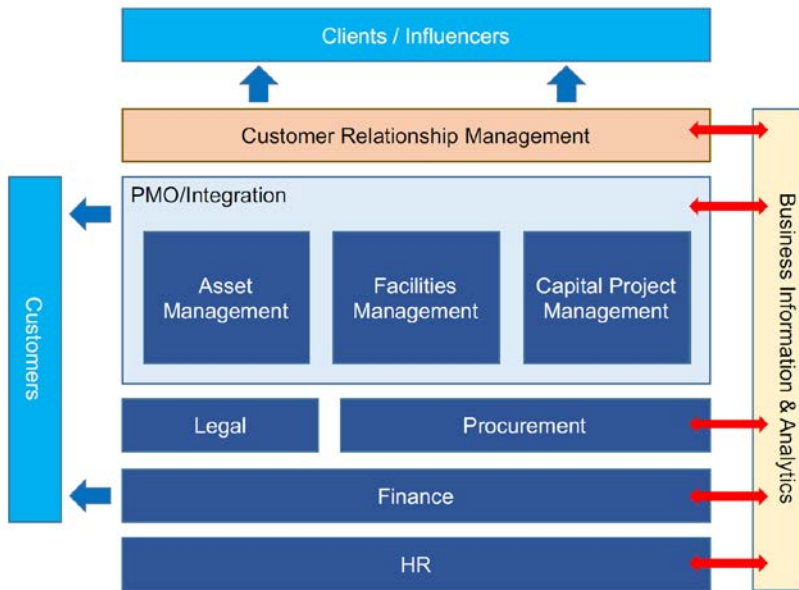 Clients / Influencers
Customer Relationship Management
PMO/Integration
Asset
Management
Facilities
Management
Capital Project
Management
Legal
Procurement
Finance
HR
Customers
Business Information & Analytics